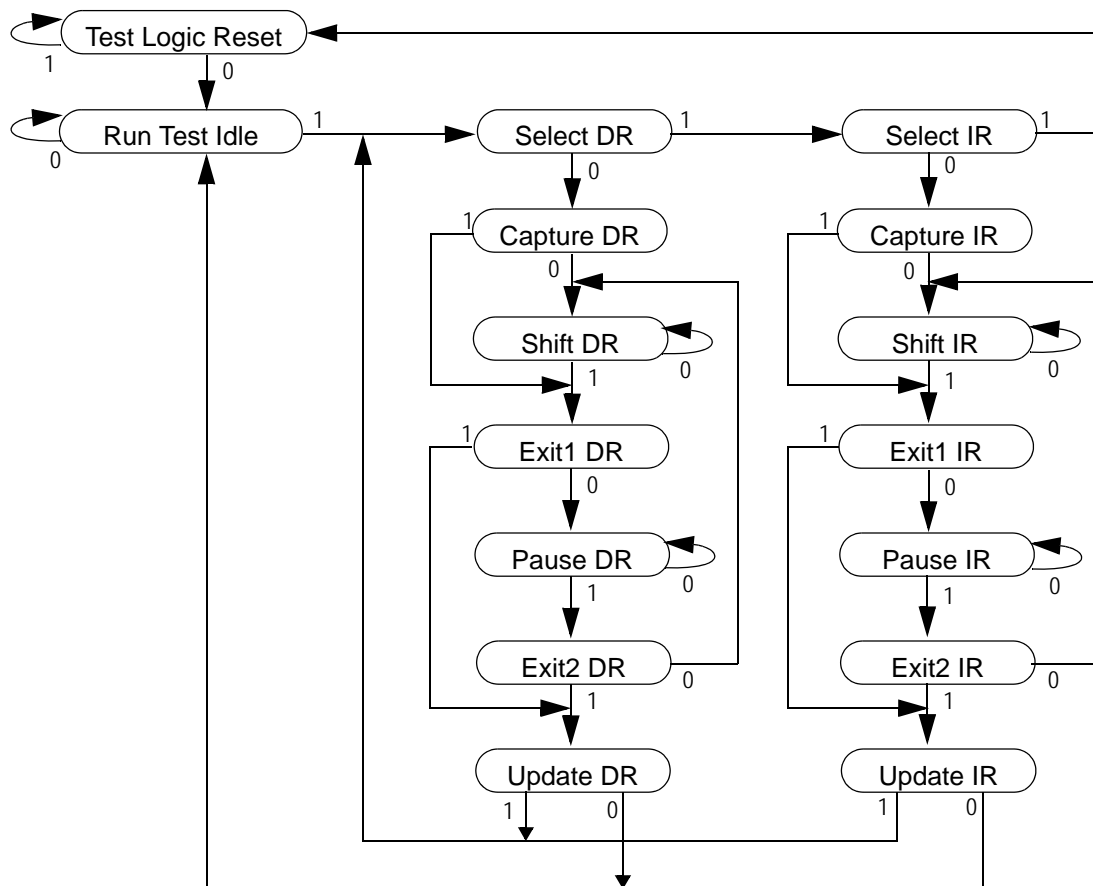 Test Logic Reset
1
0
Run Test Idle
1
Select DR
1
Select IR
1
0
0
0
1
Capture DR
1
Capture IR
0
0
Shift DR
Shift IR
0
0
1
1
1
Exit1 DR
1
Exit1 IR
0
0
Pause DR
Pause IR
0
0
1
1
Exit2 DR
Exit2 IR
0
0
1
1
Update DR
Update IR
1
0
1
0